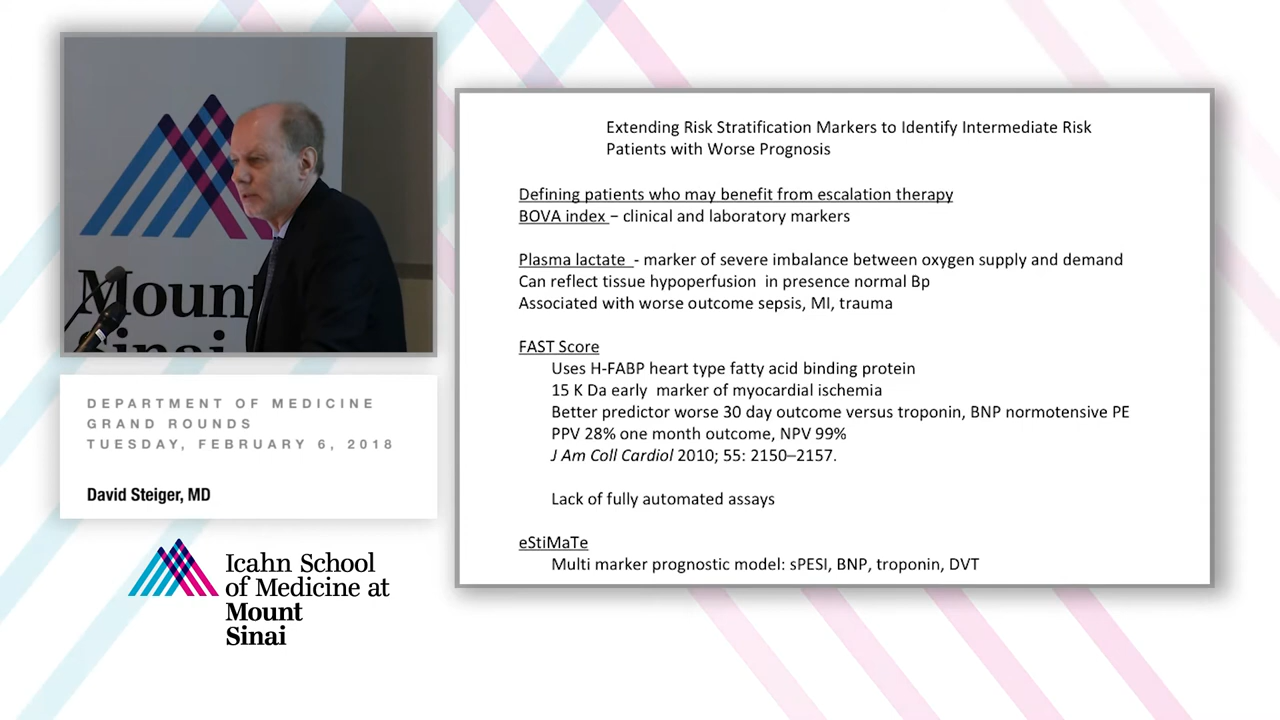 Mount
Sinai
DEPARTMENT OF MEDICINE
GRAND ROUNDS
TUESDAY, FEBRUARY 6, 2018
David Steiger, MD
Icahn School
of Medicine at
Mount
Sinai
Extending Risk Stratification Markers to Identify Intermediate Risk
Patients with Worse Prognosis
Defining patients who may benefit from escalation therapy
BOVA index – clinical and laboratory markers
Plasma lactate - marker of severe imbalance between oxygen supply and demand
Can reflect tissue hypoperfusion in presence normal Bp
Associated with worse outcome sepsis, MI, trauma
FAST Score
Uses H-FABP heart type fatty acid binding protein
15 K Da early marker of myocardial ischemia
Better predictor worse 30 day outcome versus troponin, BNP normotensive PE
PPV 28% one month outcome, NPV 99%
J Am Coll Cardiol 2010; 55: 2150–2157.
Lack of fully automated assays
eStiMaTe
Multi marker prognostic model: sPESI, BNP, troponin, DVT